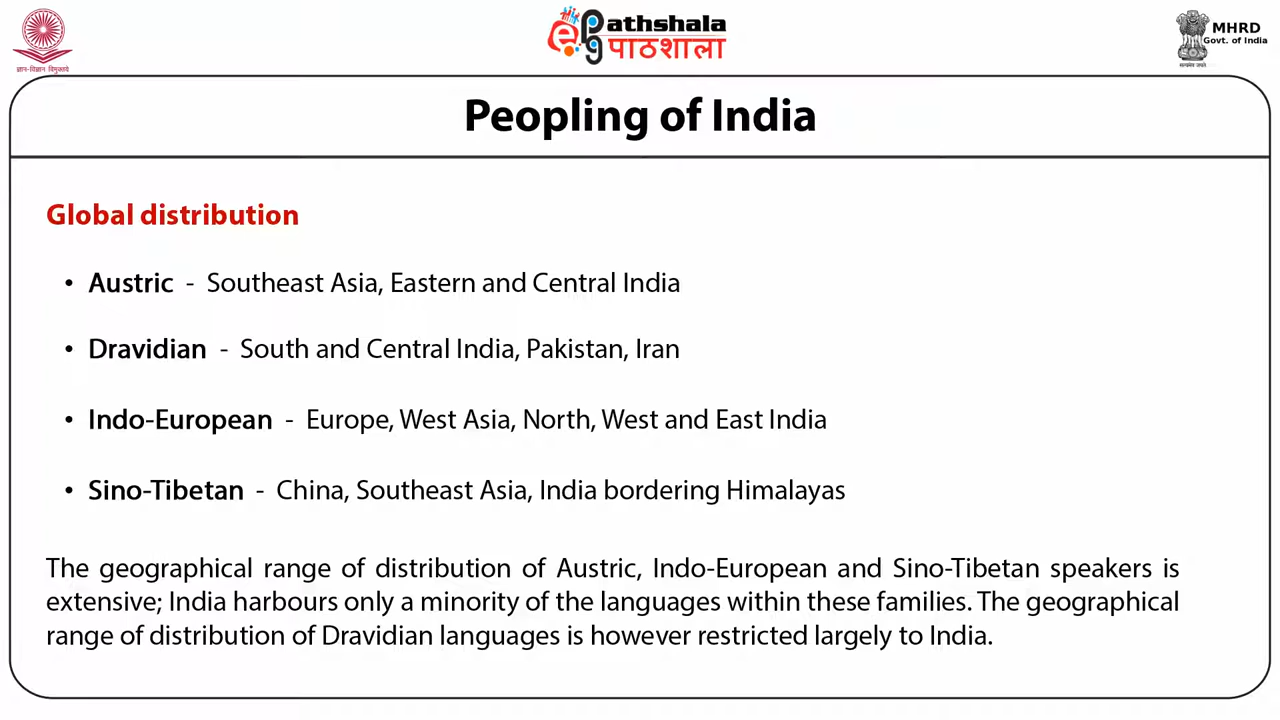 ज्ञान-विज्ञान विमुक्तये
ePgathshala
पाठशाला
MHRD
Govt. of India
सत्यमेव जयते
Peopling of India
Global distribution
• Austric - Southeast Asia, Eastern and Central India
• Dravidian - South and Central India, Pakistan, Iran
• Indo-European - Europe, West Asia, North, West and East India
• Sino-Tibetan - China, Southeast Asia, India bordering Himalayas
The geographical range of distribution of Austric, Indo-European and Sino-Tibetan speakers is
extensive; India harbours only a minority of the languages within these families. The geographical
range of distribution of Dravidian languages is however restricted largely to India.